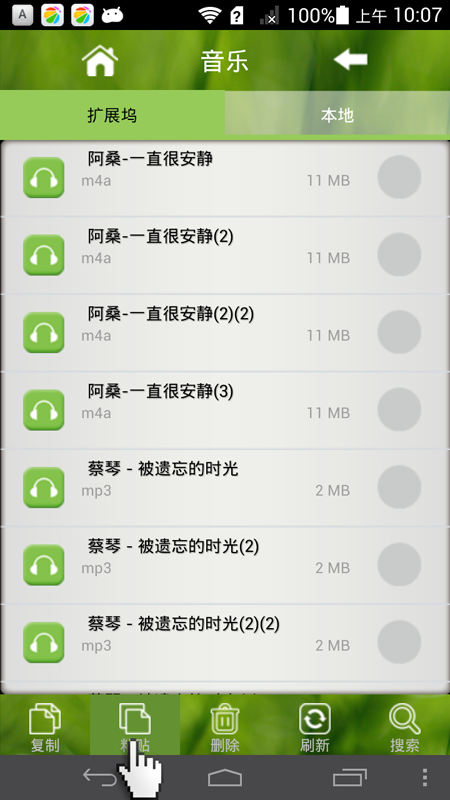 A
100%
上午 10:07
音乐
扩展坞
本地
阿桑-一直很安静
m4a
11 MB
阿桑-一直很安静(2)
m4a
11 MB
阿桑-一直很安静(2)(2)
m4a
11 MB
阿桑-一直很安静(3)
m4a
11 MB
蔡琴 - 被遗忘的时光
mp3
2 MB
蔡琴 - 被遗忘的时光(2)
mp3
2 MB
蔡琴 - 被遗忘的时光(2)(2)
mp3
2 MB
复制
粘贴
删除
刷新
搜索